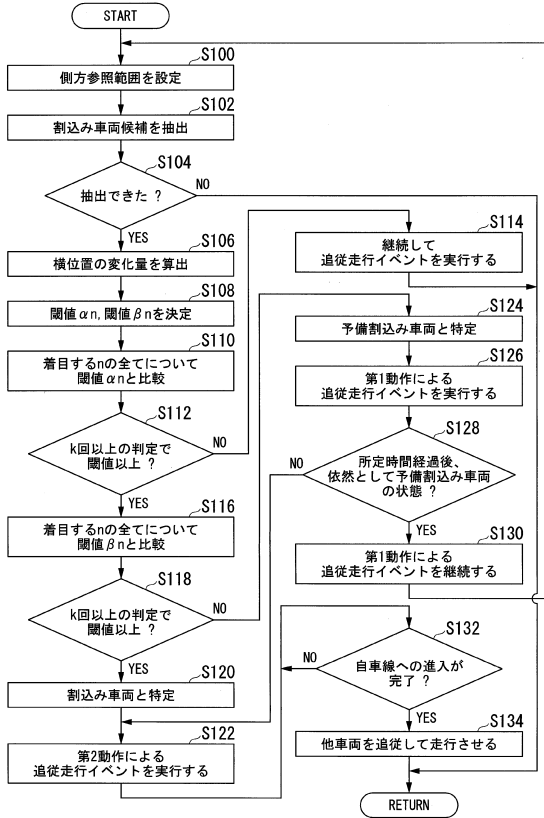 START
S100
側方参照範囲を設定
S102
割込み車両候補を抽出
S104
抽出できた ?
NO
YES
S106
横位置の変化量を算出
S108
閾値αn,閾値βnを決定
S110
着目するnの全てについて
閾値αnと比較
S112
k回以上の判定で
閾値以上 ?
NO
YES
S116
着目するnの全てについて
閾値βnと比較
S118
k回以上の判定で
閾値以上 ?
NO
YES
S120
割込み車両と特定
S122
第2動作による
追従走行イベントを実行する
S114
継続して
追従走行イベントを実行する
S124
予備割込み車両と特定
S126
第1動作による
追従走行イベントを実行する
S128
所定時間経過後、
依然として予備割込み車両
の状態 ?
NO
YES
S130
第1動作による
追従走行イベントを継続する
S132
自車線への進入が
完了 ?
NO
YES
S134
他車両を追従して走行させる
RETURN